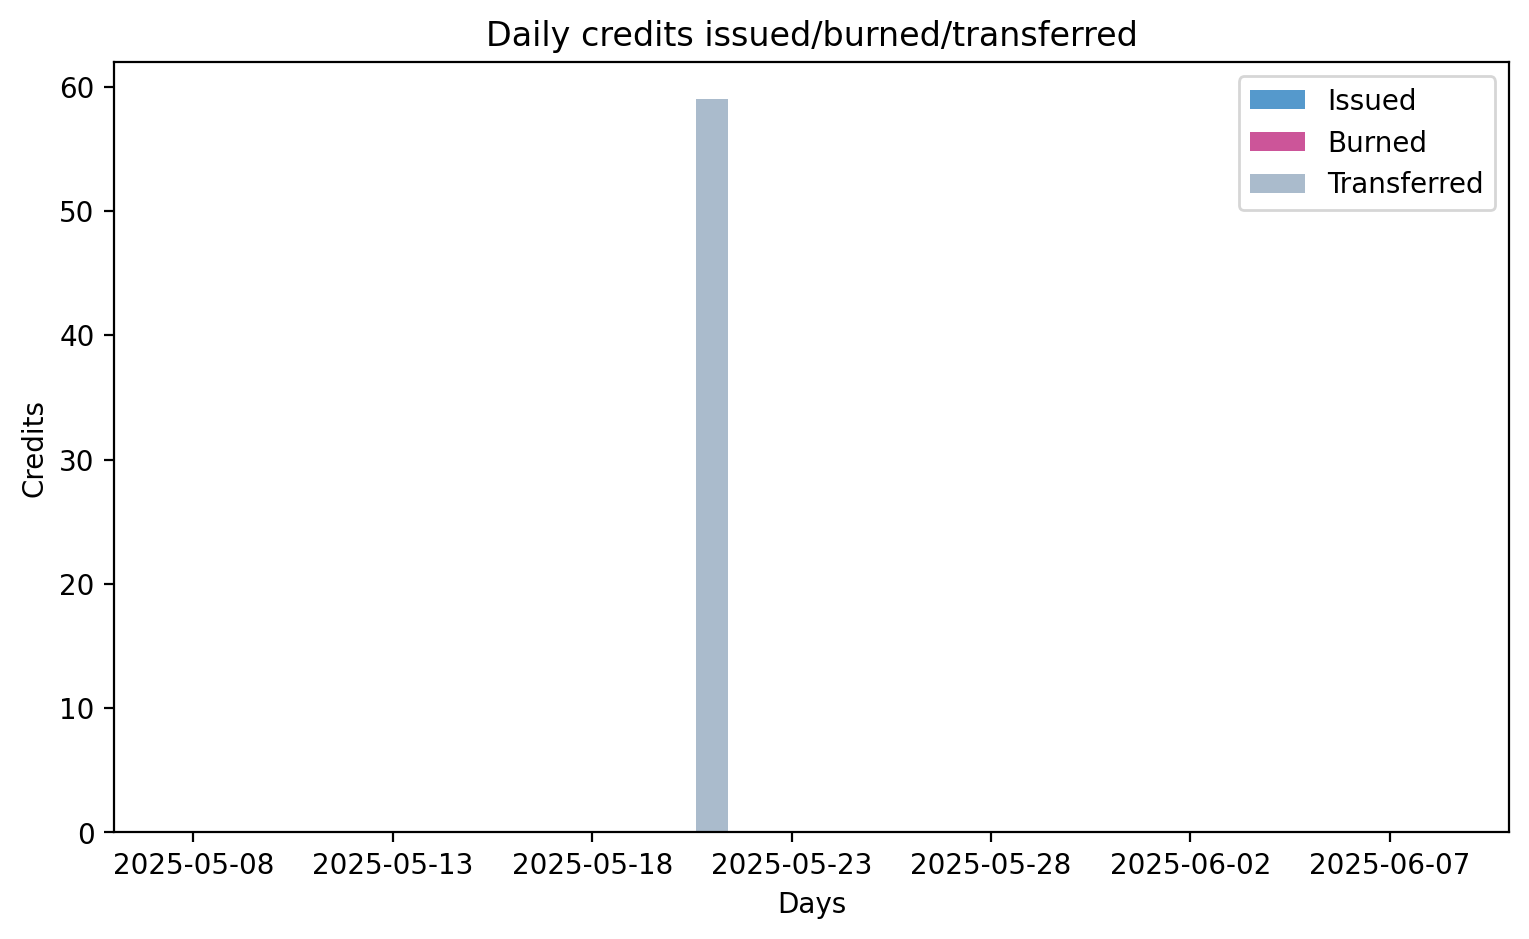 Daily credits issued/burned/transferred
Issued
Burned
Transferred
60
50
40
30
20
10
0
Credits
2025-05-08 2025-05-13 2025-05-18 2025-05-23 2025-05-28 2025-06-02 2025-06-07
Days